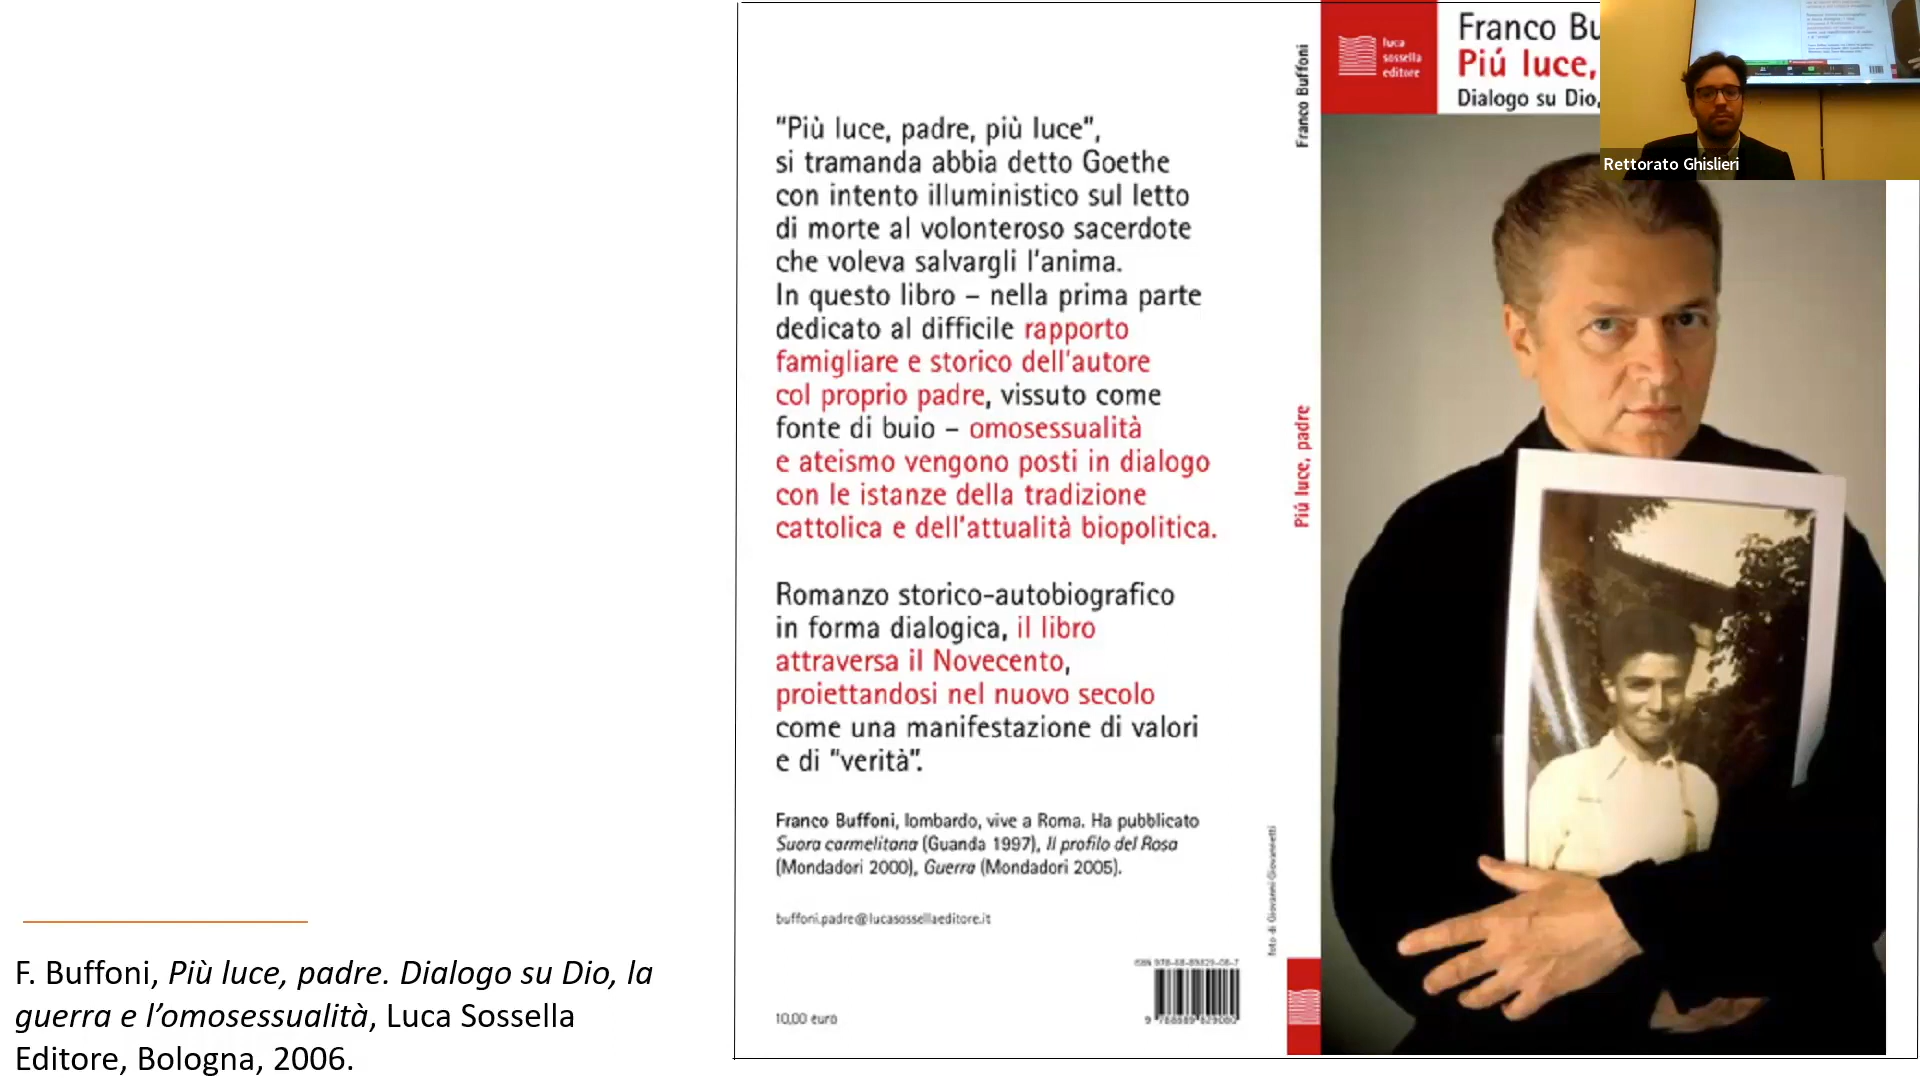 "Più luce, padre, più luce",
si tramanda abbia detto Goethe
con intento illuministico sul letto
di morte al volonteroso sacerdote
che voleva salvargli l'anima.
In questo libro – nella prima parte
dedicato al difficile rapporto
famigliare e storico dell'autore
col proprio padre, vissuto come
fonte di buio – omosessualità
e ateismo vengono posti in dialogo
con le istanze della tradizione
cattolica e dell'attualità biopolitica.
Romanzo storico-autobiografico
in forma dialogica, il libro
attraversa il Novecento,
proiettandosi nel nuovo secolo
come una manifestazione di valori
e di "verità".
Franco Buffoni, lombardo, vive a Roma. Ha pubblicato
Suora carmelitana (Guanda 1997), Il profilo del Rosa
(Mondadori 2000), Guerra (Mondadori 2005).
buffoni.padre@lucasossellaeditore.it
10,00 euro
foto di Giovanni Giovannetti
Franco Buffoni
Piú luce, padre
luca
sossella
editore
Franco Bu
Piú luce,
Dialogo su Dio,
Rettorato Ghislieri
F. Buffoni, Più luce, padre. Dialogo su Dio, la
guerra e l'omosessualità, Luca Sossella
Editore, Bologna, 2006.